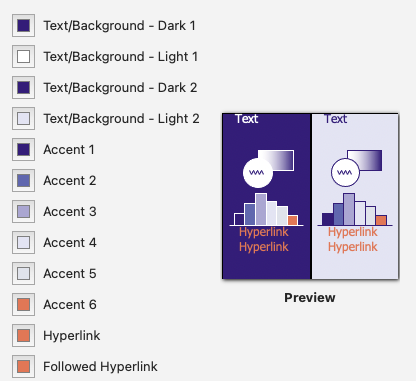 Text/Background - Dark 1
Text/Background - Light 1
Text/Background - Dark 2
Text/Background - Light 2
Accent 1
Accent 2
Accent 3
Accent 4
Accent 5
Accent 6
Hyperlink
Followed Hyperlink
Text
Hyperlink
Hyperlink
Text
Hyperlink
Hyperlink
Preview